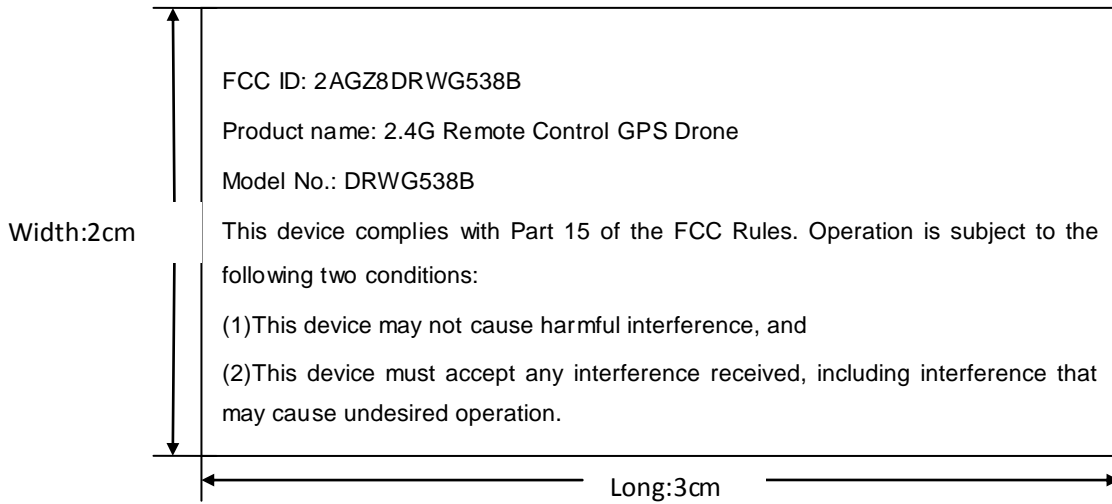 FCC ID: 2AGZ8DRWG538B
Product name: 2.4G Remote Control GPS Drone
Model No.: DRWG538B
Width:2cm
This device complies with Part 15 of the FCC Rules. Operation is subject to the
following two conditions:
(1)This device may not cause harmful interference, and
(2)This device must accept any interference received, including interference that
may cause undesired operation.
Long:3cm